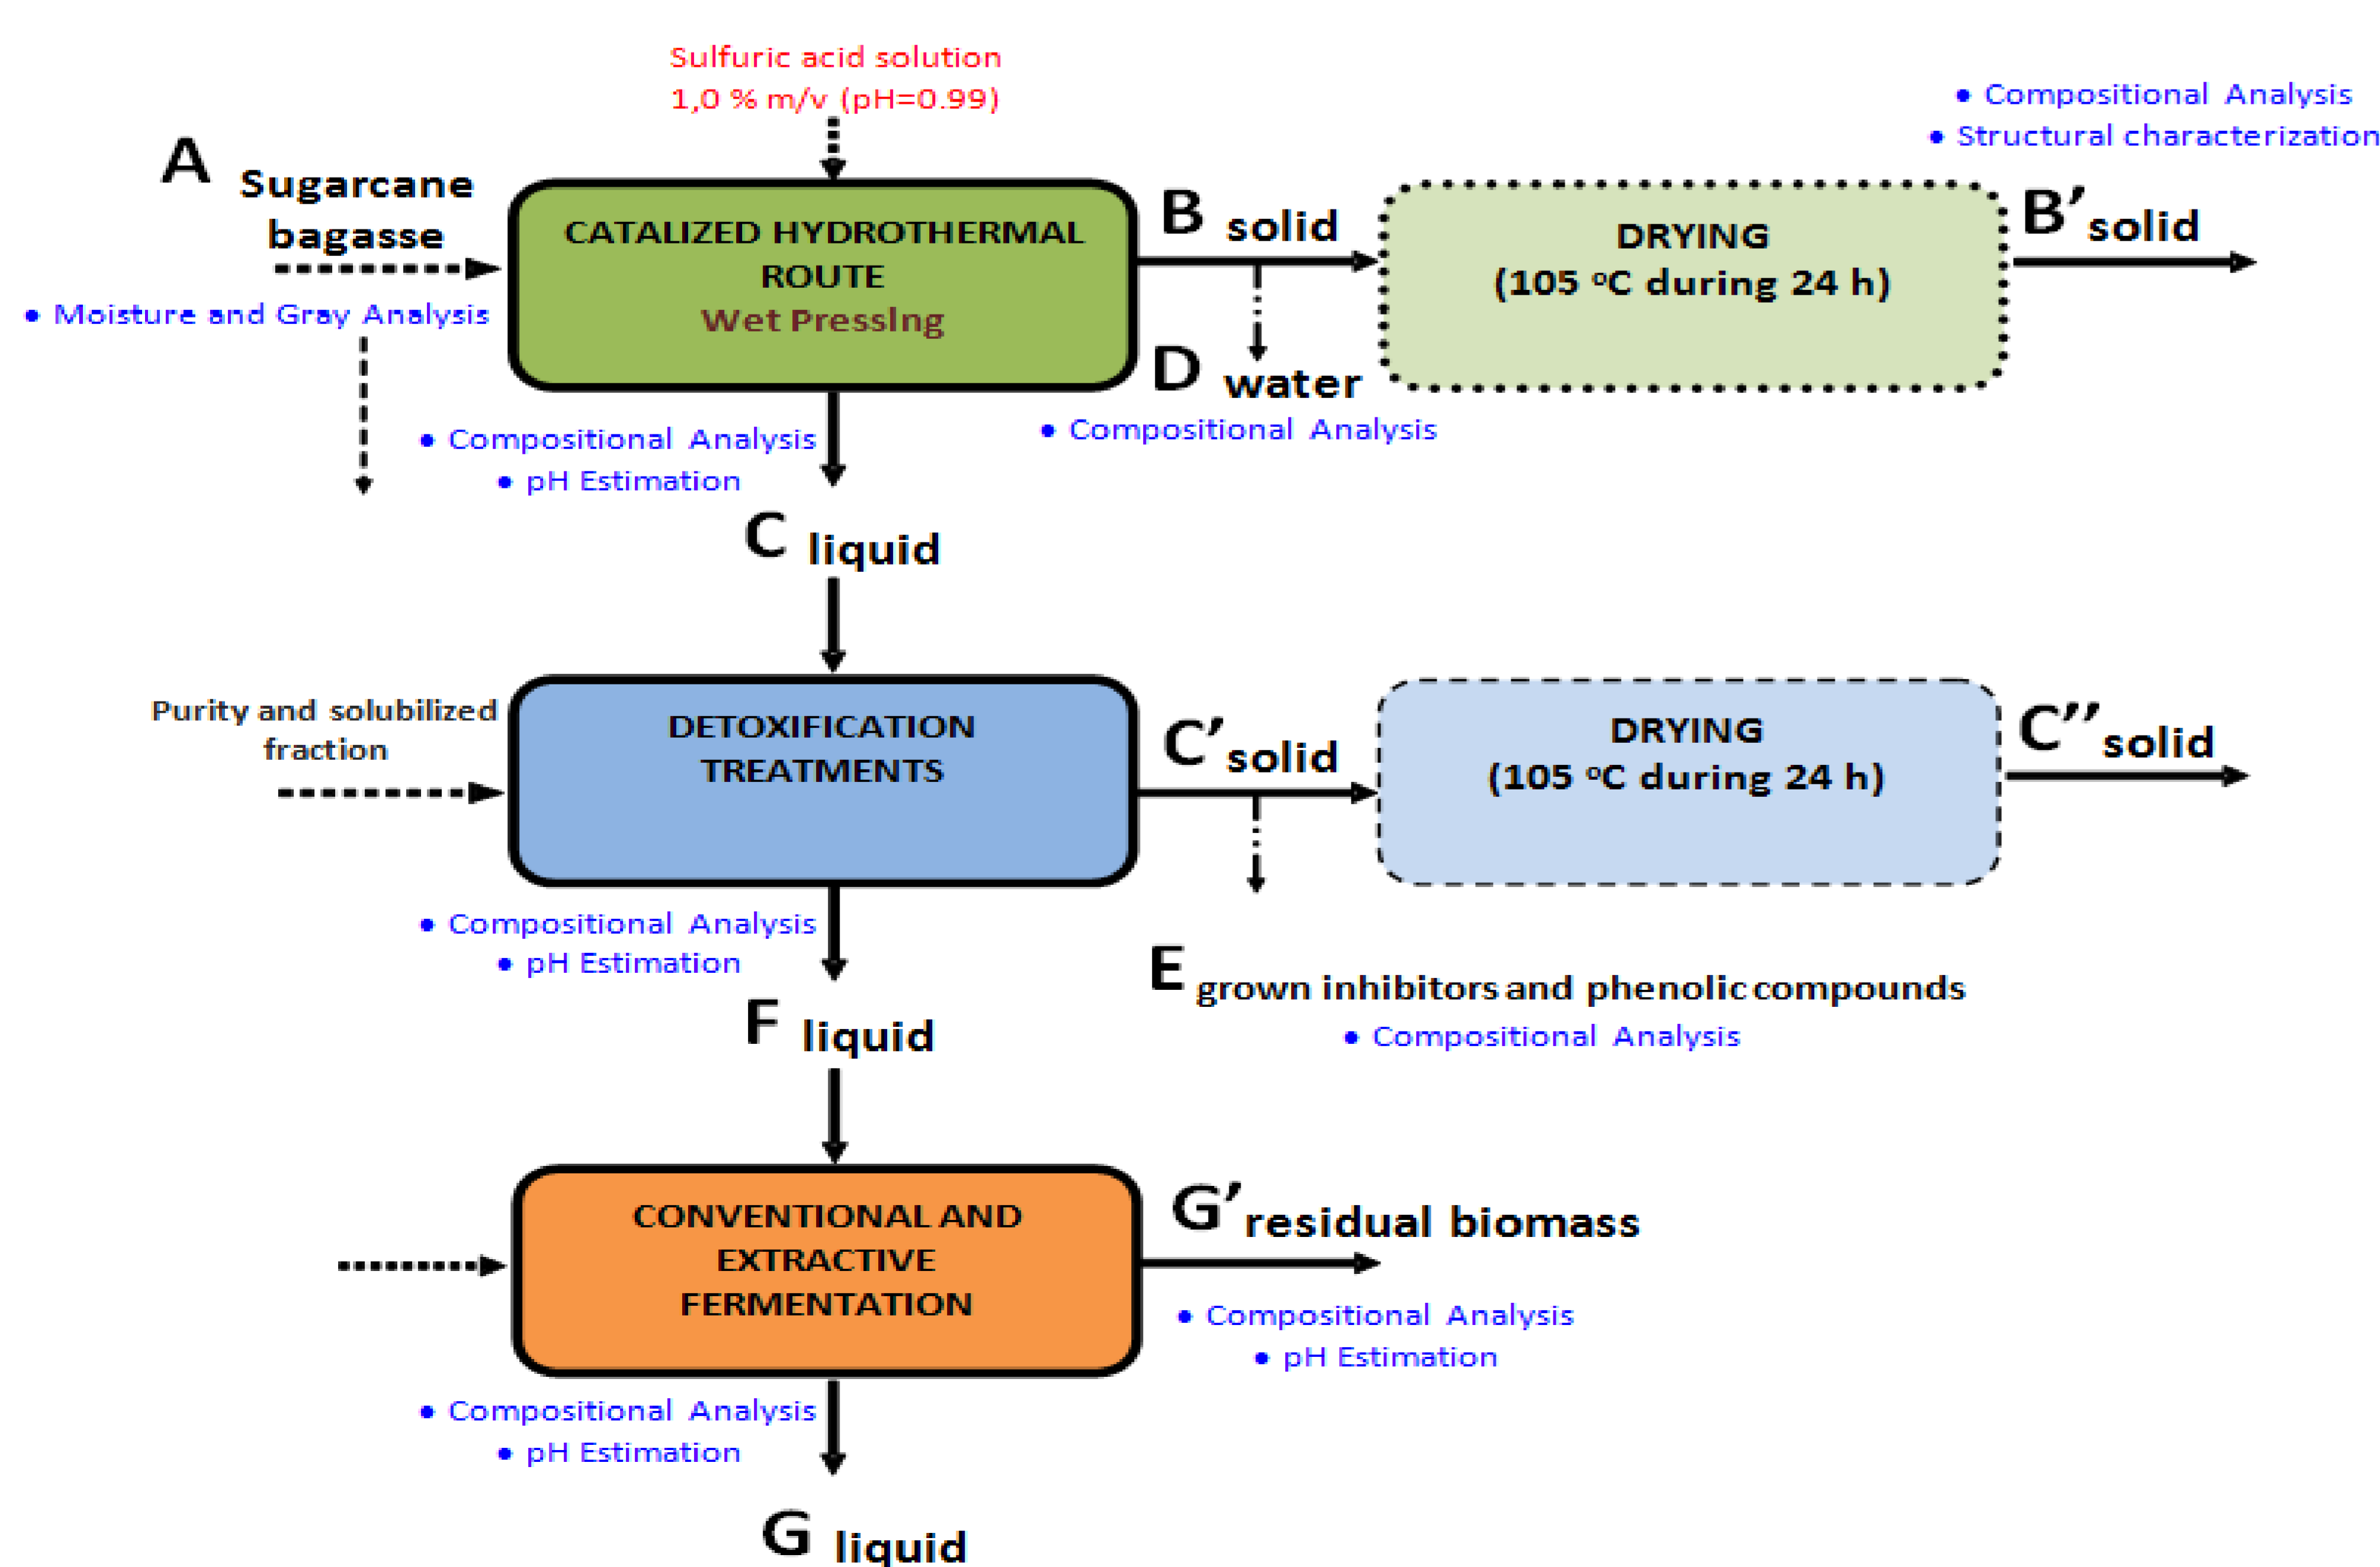 Sulfuric acid solution
1,0 % m/v (pH=0.99)
• Compositional Analysis
• Structural characterization
A Sugarcane
bagasse
• Moisture and Gray Analysis
CATALIZED HYDROTHERMAL
ROUTE
Wet PressIng
B solid
D water
• Compositional Analysis
DRYING
(105 ºC during 24 h)
B’ solid
• Compositional Analysis
• pH Estimation
C liquid
Purity and solubilized
fraction
DETOXIFICATION
TREATMENTS
C’ solid
DRYING
(105 ºC during 24 h)
C’’ solid
• Compositional Analysis
• pH Estimation
E grown inhibitors and phenolic compounds
• Compositional Analysis
F liquid
CONVENTIONAL AND
EXTRACTIVE
FERMENTATION
G’ residual biomass
• Compositional Analysis
• pH Estimation
• Compositional Analysis
• pH Estimation
G liquid